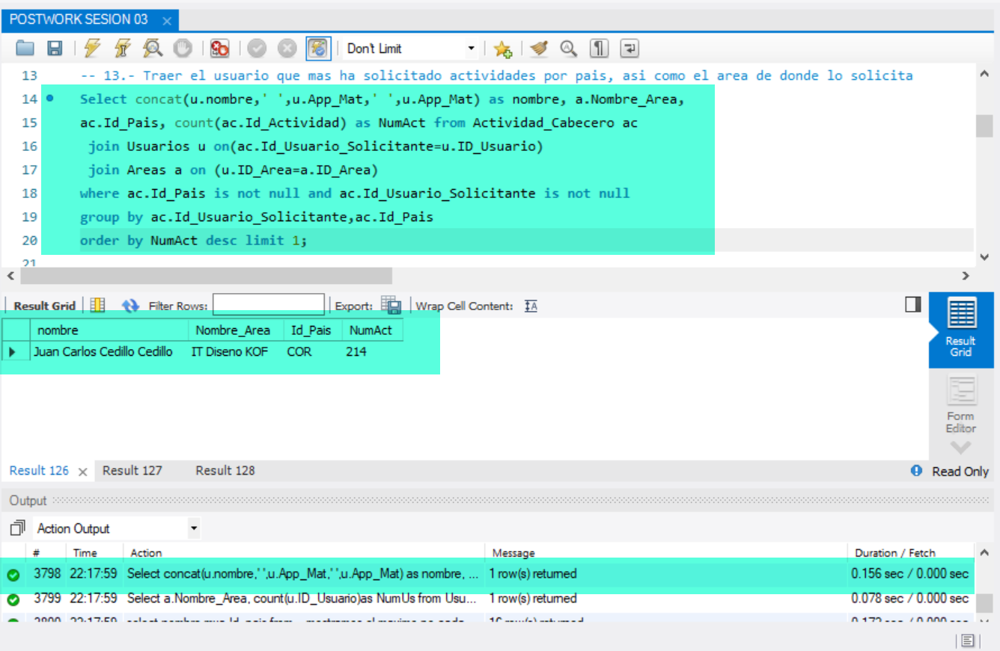 POSTWORK SESION 03
Don't Limit
13 -- 13.- Traer el usuario que mas ha solicitado actividades por pais, asi como el area de donde lo solicita
14 Select concat(u.nombre,' ',u.App_Mat,' ',u.App_Mat) as nombre, a.Nombre_Area,
15 ac.Id_Pais, count(ac.Id_Actividad) as NumAct from Actividad_Cabecero ac
16 join Usuarios u on(ac.Id_Usuario_Solicitante=u.ID_Usuario)
17 join Areas a on (u.ID_Area=a.ID_Area)
18 where ac.Id_Pais is not null and ac.Id_Usuario_Solicitante is not null
19 group by ac.Id_Usuario_Solicitante,ac.Id_Pais
20 order by NumAct desc limit 1;
21
Result Grid Filter Rows: Export: Wrap Cell Content:
nombre Nombre_Area Id_Pais NumAct
Juan Carlos Cedillo Cedillo IT Diseno KOF COR 214
Result
Grid
Form
Editor
Result 126 Result 127 Result 128 Read Only
Output
Action Output
# Time Action Message Duration / Fetch
3798 22:17:59 Select concat(u.nombre,' ',u.App_Mat,' ',u.App_Mat) as nombre, ... 1 row(s) returned 0.156 sec / 0.000 sec
3799 22:17:59 Select a.Nombre_Area, count(u.ID_Usuario)as NumUs from Usu... 1 row(s) returned 0.078 sec / 0.000 sec